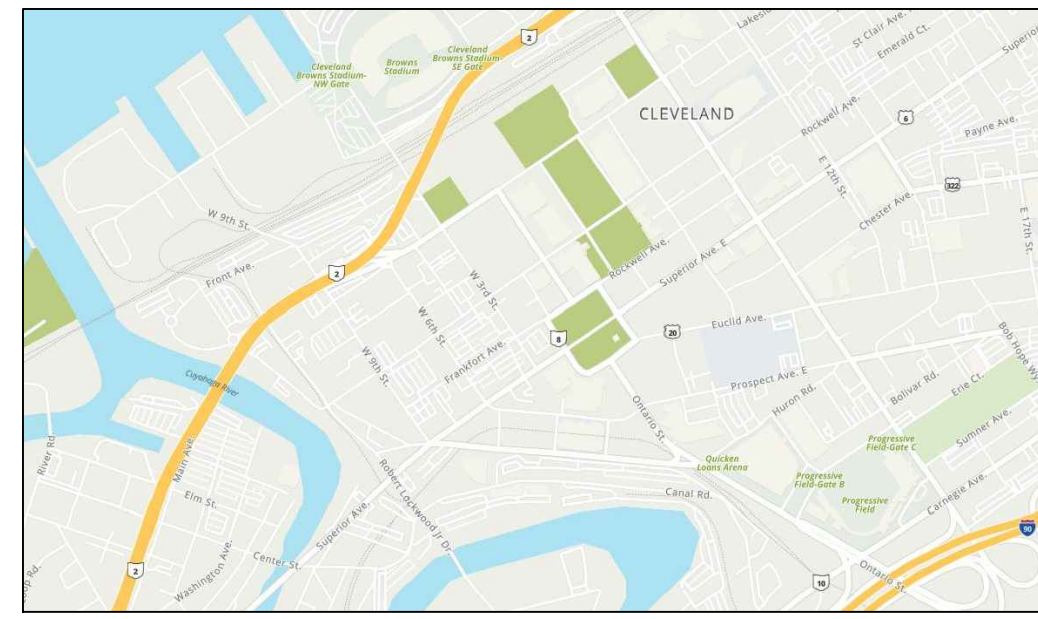 2
Lakesi
St Clair Ave.
Emerald Ct.
Superio
Cleveland
Browns Stadium-
NW Gate
Browns
Stadium
Cleveland
Browns Stadium-
SE Gate
CLEVELAND
Rockwell Ave.
6
Payne Ave.
E 12th St.
322
Chester Ave.
E 17th St.
W 9th St.
Front Ave.
2
W 3rd St.
Rockwell Ave.
Superior Ave. E
W 6th St.
8
20
Euclid Ave.
Frankfort Ave.
W 9th St.
Bob Hope Wy.
Cuyahoga River
Prospect Ave. E
Huron Rd.
Bolivar Rd.
Erie Ct.
Sumner Ave.
Ontario St.
River Rd.
Main Ave.
Progressive
Field-Gate C
Quicken
Loans Arena
Progressive
Field-Gate B
Progressive
Field
Carnegie Ave.
Robert Lockwood Jr Dr.
Canal Rd.
Elm St.
Superior Ave.
90
Center St.
Washington Ave.
2
oop Rd.
10
Ontario St.